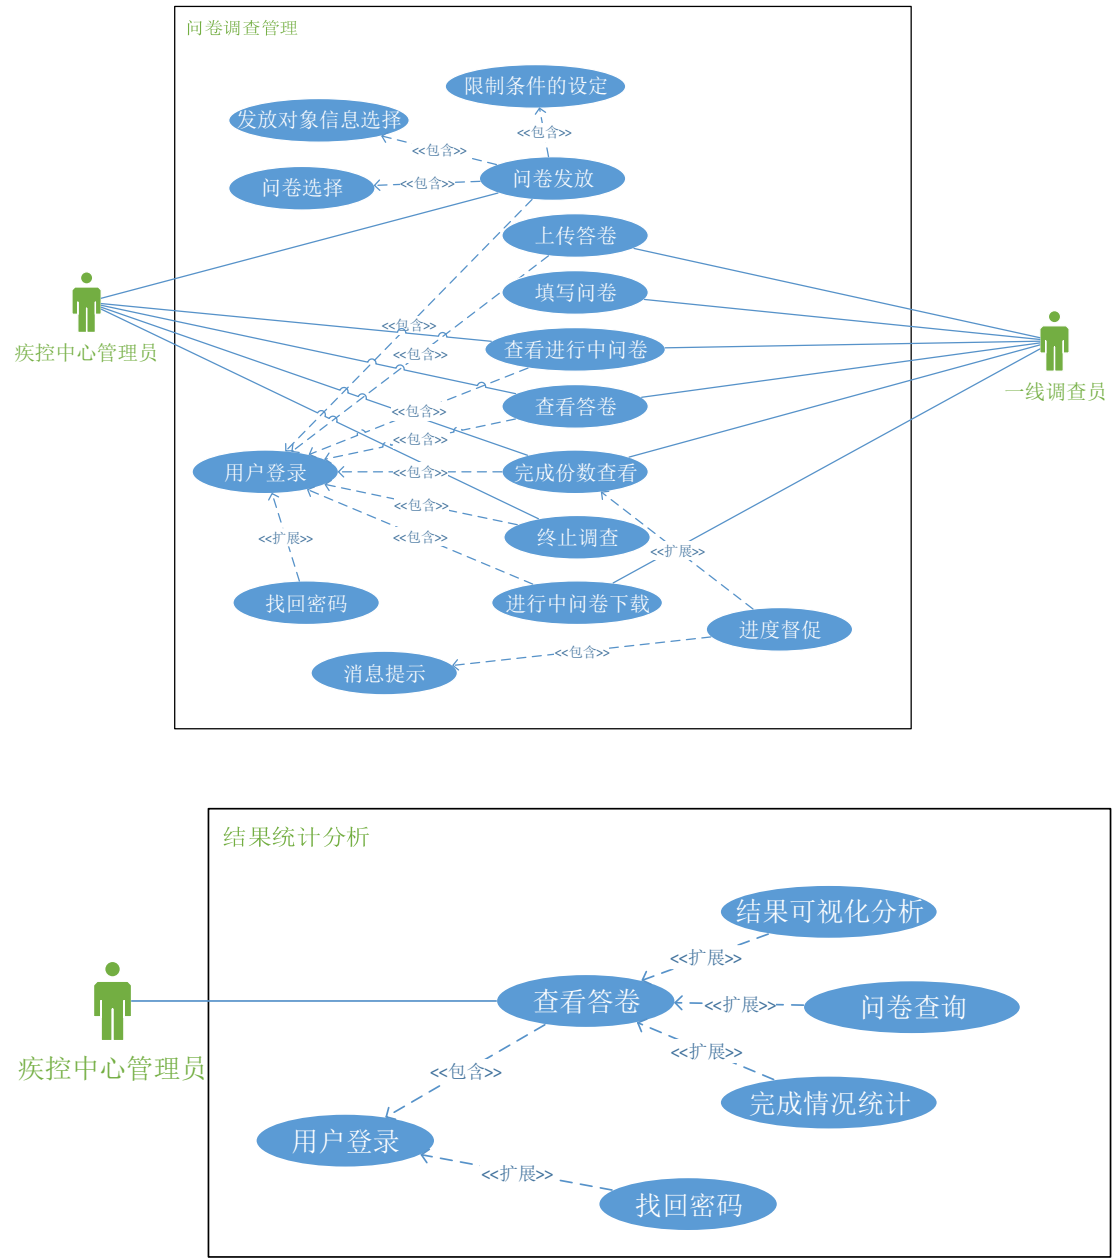 问卷调查管理
限制条件的设定
发放对象信息选择
<<包含>>
<<包含>>
问卷选择
<<包含>>
问卷发放
上传答卷
填写问卷
<<包含>>
查看进行中问卷
疾控中心管理员
<<包含>>
一线调查员
查看答卷
<<包含>>
<<包含>>
用户登录
<<包含>>
完成份数查看
<<包含>>
<<扩展>>
<<包含>>
终止调查
<<扩展>>
找回密码
进行中问卷下载
进度督促
<<包含>>
消息提示
结果统计分析
结果可视化分析
<<扩展>>
查看答卷
<<扩展>>
问卷查询
<<扩展>>
疾控中心管理员
<<包含>>
完成情况统计
用户登录
<<扩展>>
找回密码